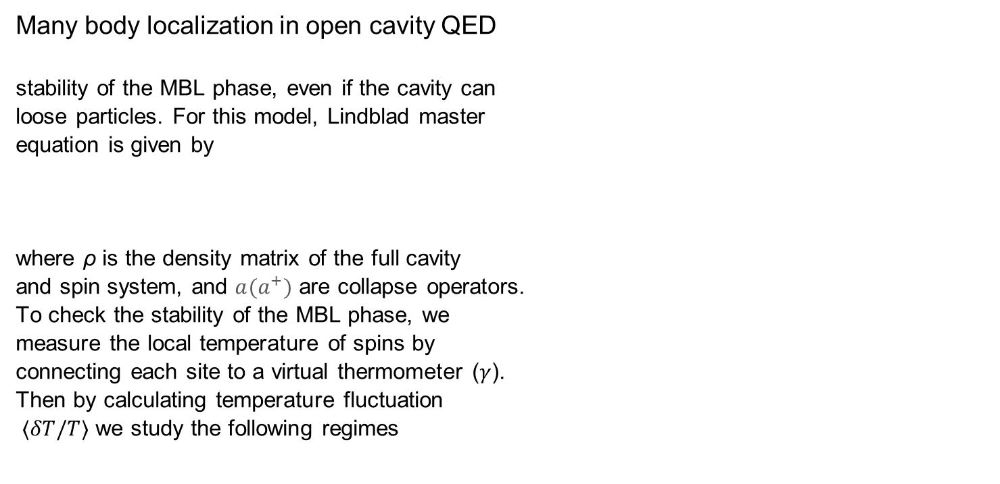 Many body localization in open cavity QED
stability of the MBL phase, even if the cavity can
loose particles. For this model, Lindblad master
equation is given by
where ρ is the density matrix of the full cavity
and spin system, and a(a⁺) are collapse operators.
To check the stability of the MBL phase, we
measure the local temperature of spins by
connecting each site to a virtual thermometer (γ).
Then by calculating temperature fluctuation
⟨δT/T⟩ we study the following regimes